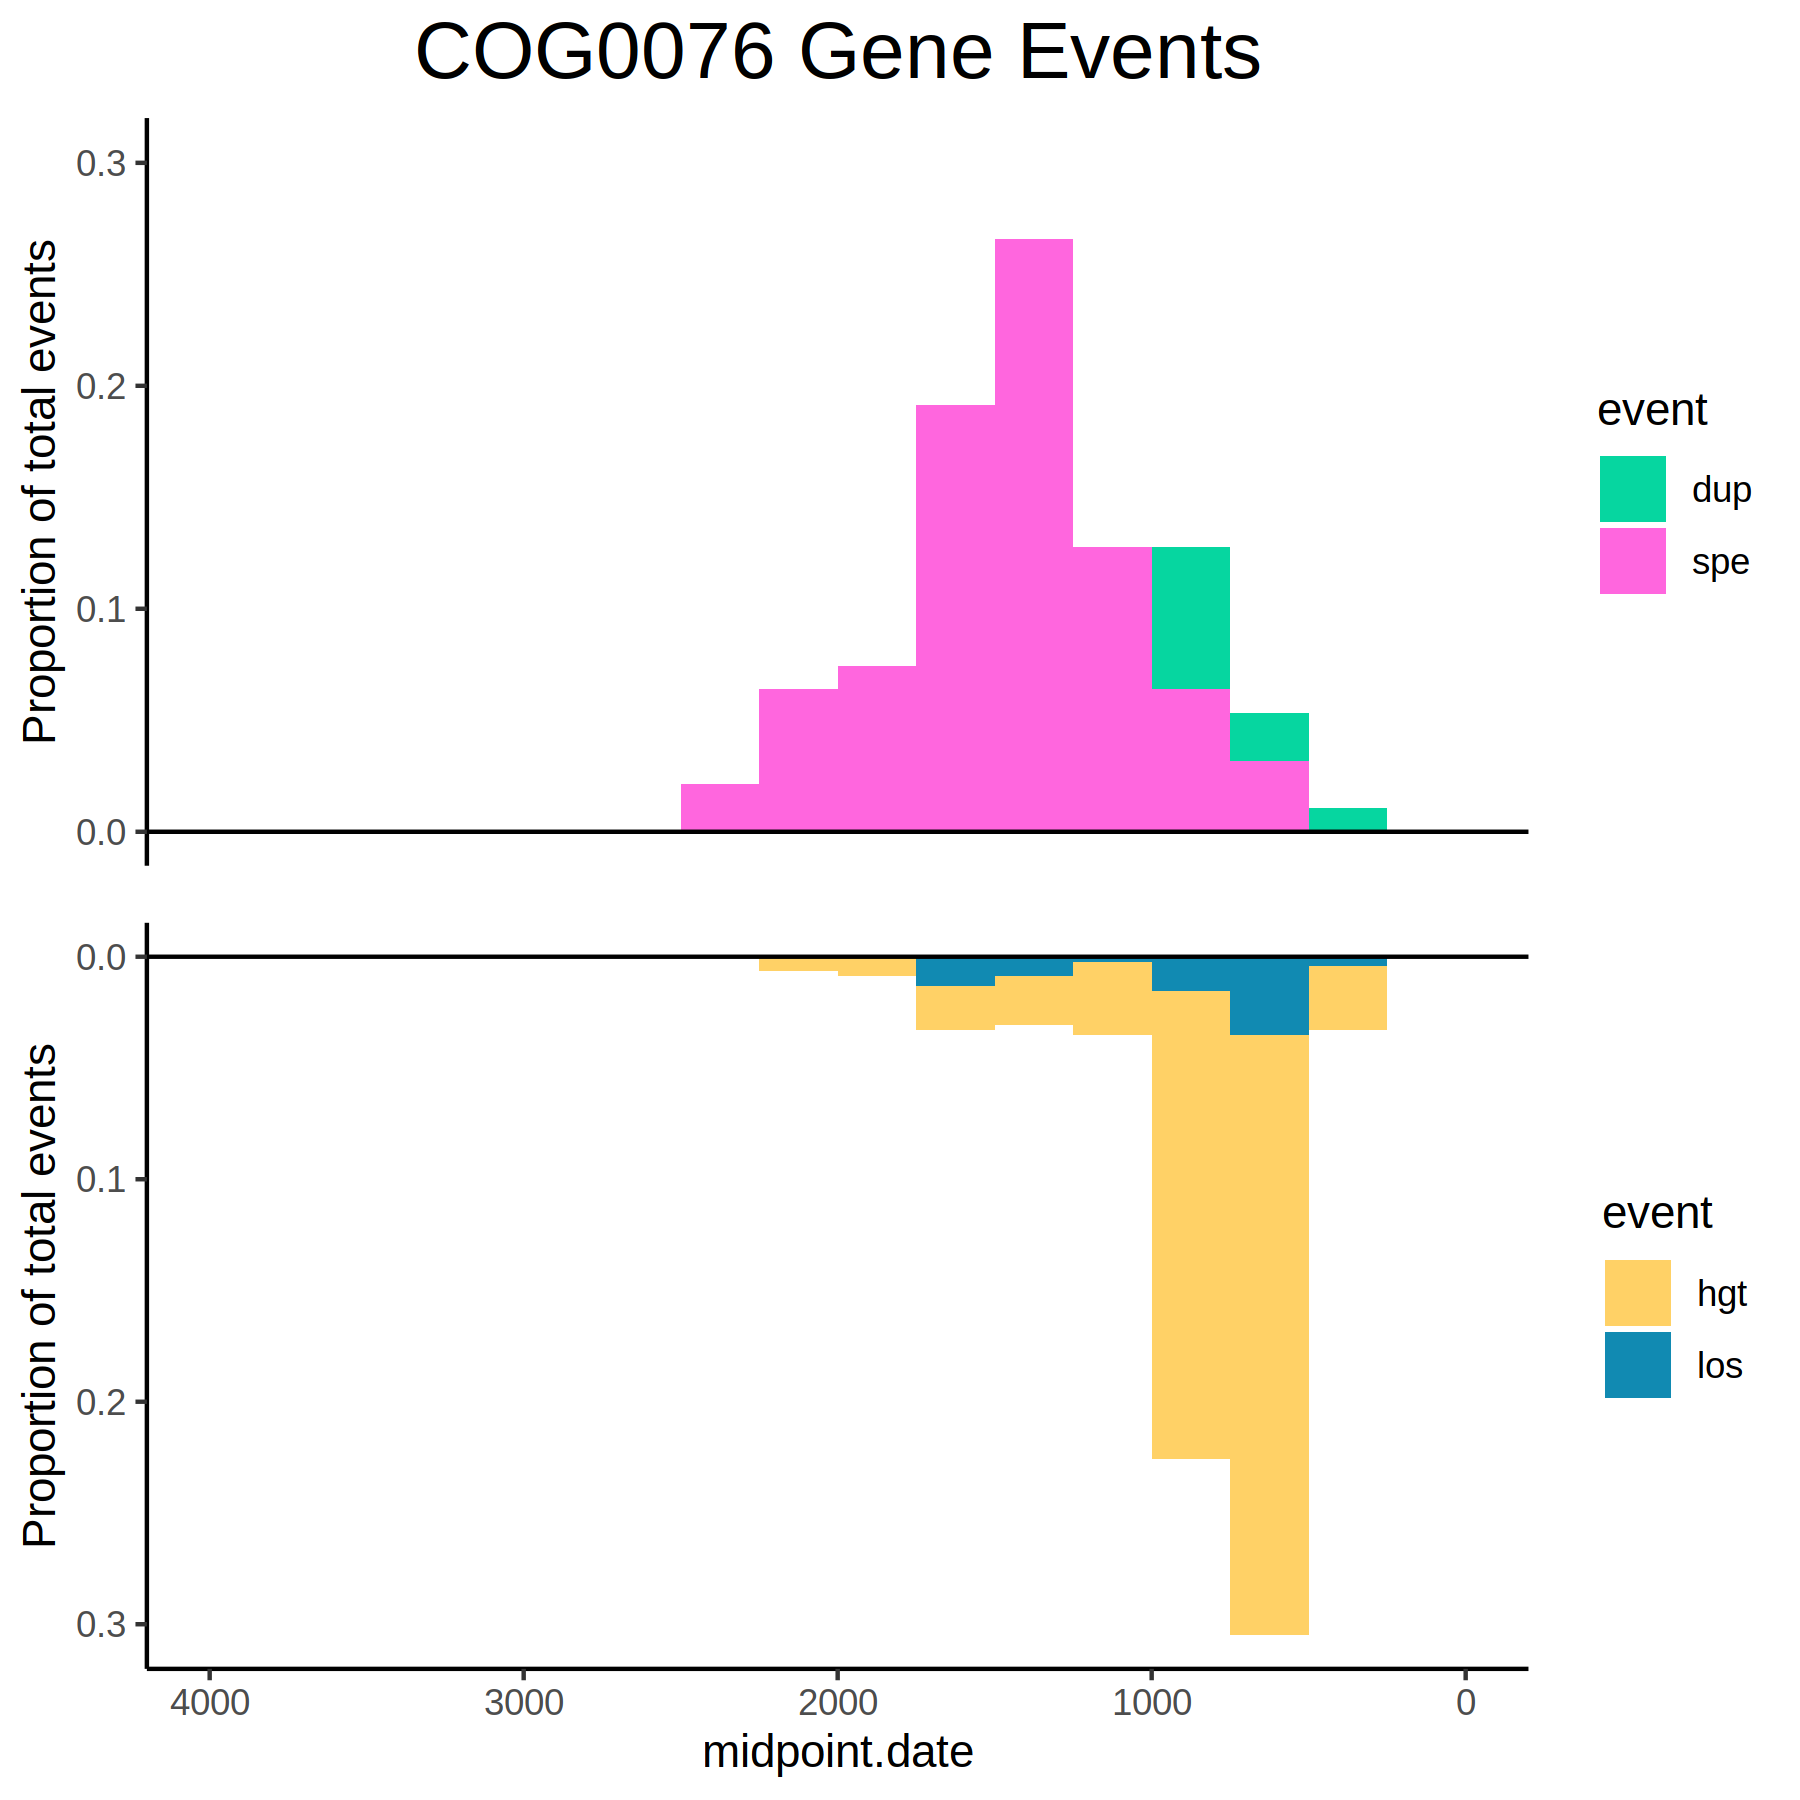 COG0076 Gene Events
Proportion of total events
0.3
0.2
0.1
0.0
event
dup
spe
Proportion of total events
0.0
0.1
0.2
0.3
event
hgt
los
4000 3000 2000 1000 0
midpoint.date